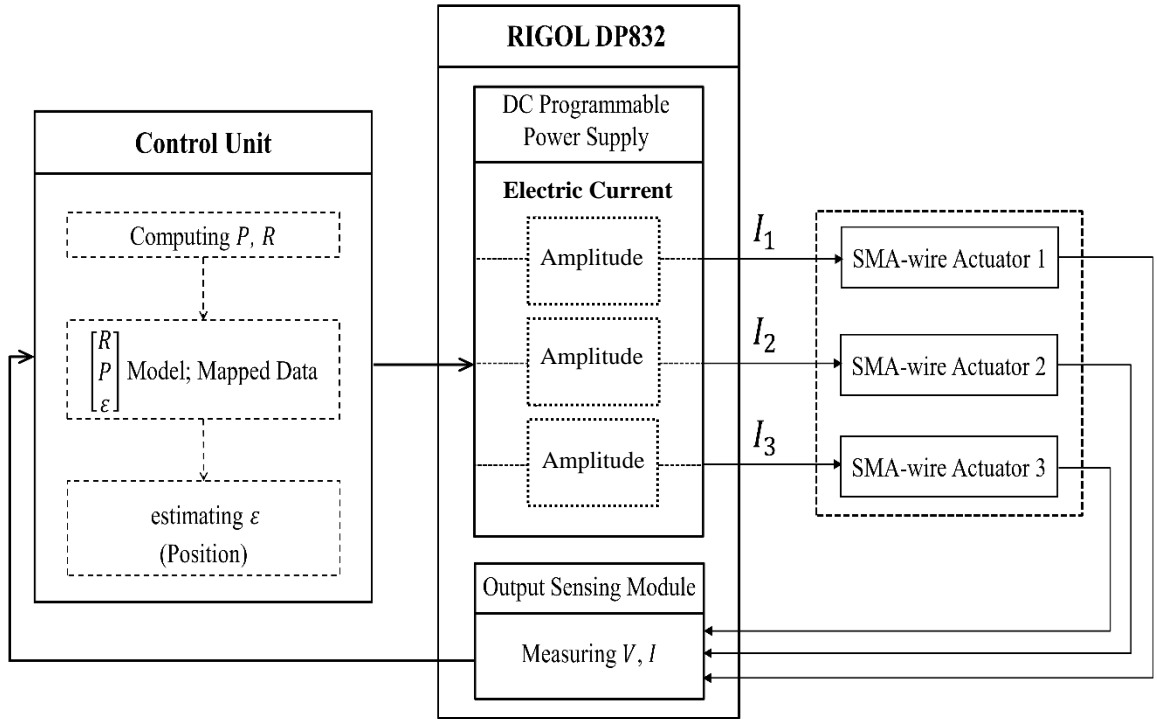 RIGOL DP832
DC Programmable
Power Supply
Control Unit
Electric Current
Computing P, R
Amplitude
I₁
SMA-wire Actuator 1
[R P ε] Model; Mapped Data
Amplitude
I₂
SMA-wire Actuator 2
Amplitude
I₃
SMA-wire Actuator 3
estimating ε
(Position)
Output Sensing Module
Measuring V, I